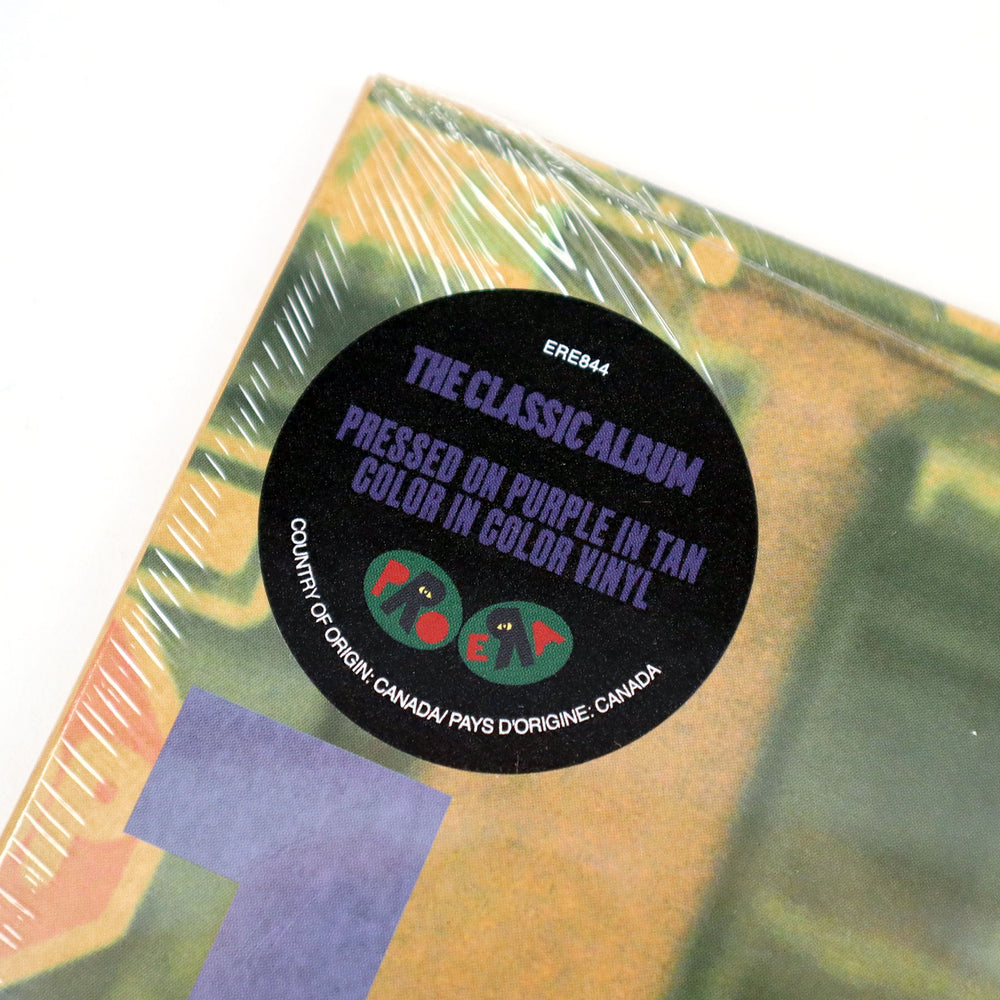 ERE844
THE CLASSIC ALBUM
PRESSED ON PURPLE IN TAN
COLOR IN COLOR VINYL
PRO ERA
COUNTRY OF ORIGIN: CANADA/ PAYS D'ORIGINE: CANADA
1